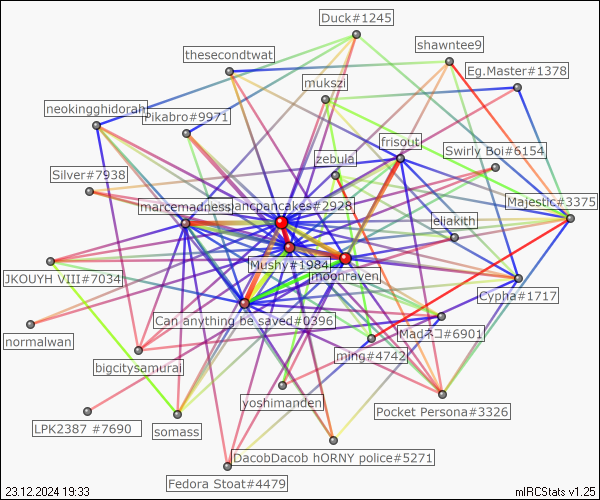 Duck#1245
shawntee9
thesecondtwat
Eg.Master#1378
mukszi
neokingghidorah
Pikabro#9971
frisout
Swirly Boi#6154
zebula
Silver#7938
Majestic#3375
marcemadness
pancpancakes#2928
eliakith
Mushy#1984
moonraven
JKOUYH VIII#7034
Cypha#1717
Can anything be saved#0396
Madネコ#6901
normalwan
ming#4742
bigcitysamurai
yoshimanden
Pocket Persona#3326
LPK2387 #7690
somass
DacobDacob hORNY police#5271
Fedora Stoat#4479
23.12.2024 19:33
mIRCStats v1.25